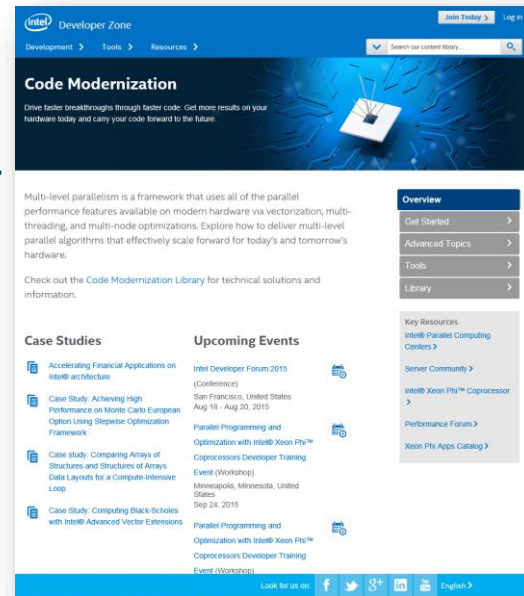 intel Developer Zone
Join Today > Log in
Development > Tools > Resources >
Search our content library...
Code Modernization
Drive faster breakthroughs through faster code: Get more results on your
hardware today and carry your code forward to the future.
Multi-level parallelism is a framework that uses all of the parallel
performance features available on modern hardware via vectorization, multi-
threading, and multi-node optimizations. Explore how to deliver multi-level
parallel algorithms that effectively scale forward for today's and tomorrow's
hardware.
Check out the Code Modernization Library for technical solutions and
information.
Overview
Get Started >
Advanced Topics >
Tools >
Library >
Key Resources
Intel® Parallel Computing
Centers >
Server Community >
Intel® Xeon Phi™ Coprocessor
>
Performance Forum >
Xeon Phi Apps Catalog >
Case Studies
Accelerating Financial Applications on
Intel® architecture
Case Study: Achieving High
Performance on Monte Carlo European
Option Using Stepwise Optimization
Framework
Case study: Comparing Arrays of
Structures and Structures of Arrays
Data Layouts for a Compute-Intensive
Loop
Case Study: Computing Black-Scholes
with Intel® Advanced Vector Extensions
Upcoming Events
Intel Developer Forum 2015
(Conference)
San Francisco, United States
Aug 18 - Aug 20, 2015
Parallel Programming and
Optimization with Intel® Xeon Phi™
Coprocessors Developer Training
Event (Workshop)
Minneapolis, Minnesota, United
States
Sep 24, 2015
Parallel Programming and
Optimization with Intel® Xeon Phi™
Coprocessors Developer Training
Event (Workshop)
Look for us on: English >